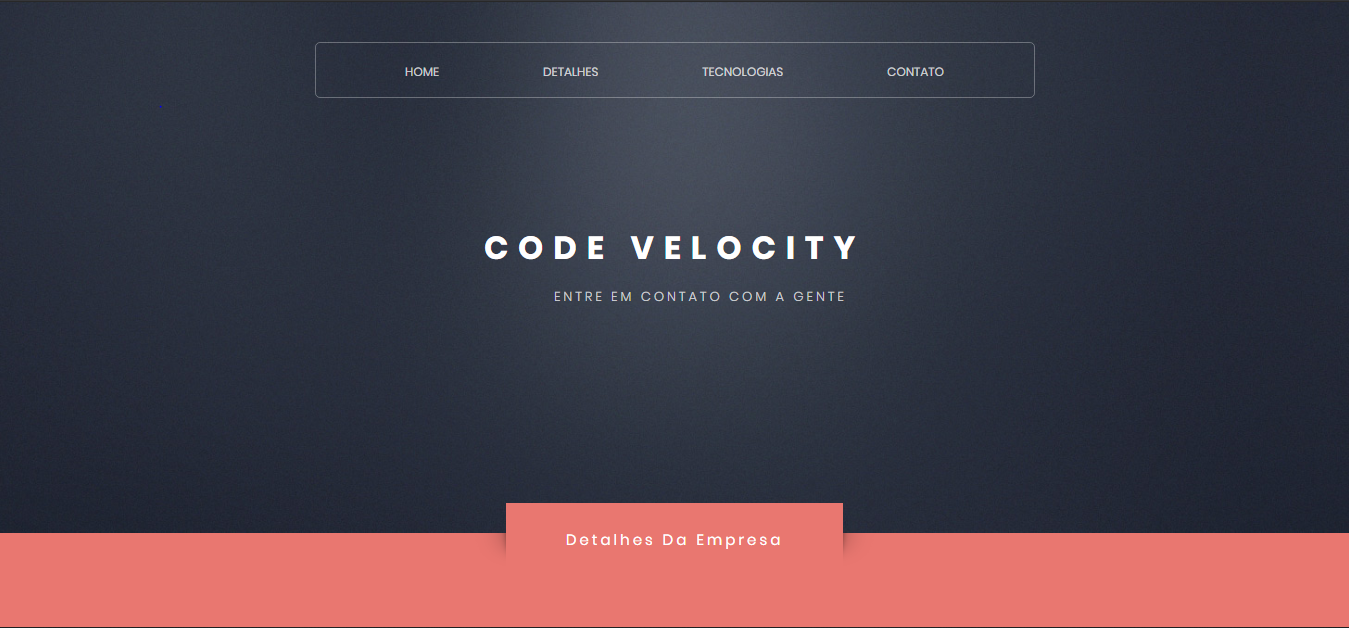 HOME DETALHES TECNOLOGIAS CONTATO
CODE VELOCITY
ENTRE EM CONTATO COM A GENTE
Detalhes Da Empresa